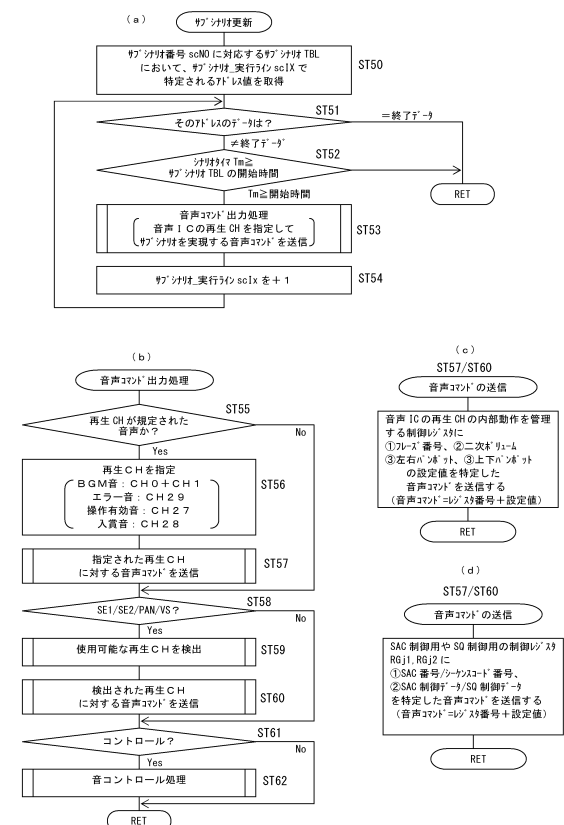 (a)
ｻﾌﾞｼﾅﾘｵ更新
ｻﾌﾞｼﾅﾘｵ番号 scNO に対応するｻﾌﾞｼﾅﾘｵ TBL
において、ｻﾌﾞｼﾅﾘｵ_実行ﾗｲﾝ scIX で
特定されるｱﾄﾞﾚｽ値を取得
ST50
ST51
そのｱﾄﾞﾚｽのﾃﾞｰﾀは？
＝終了ﾃﾞｰﾀ
≠終了ﾃﾞｰﾀ
ST52
ｼﾅﾘｵﾀｲﾏ Tm≧
ｻﾌﾞｼﾅﾘｵ TBL の開始時間
RET
Tm≧開始時間
音声ｺﾏﾝﾄﾞ出力処理
音声ＩＣの再生 CH を指定して
ｻﾌﾞｼﾅﾘｵを実現する音声ｺﾏﾝﾄﾞを送信
ST53
ｻﾌﾞｼﾅﾘｵ_実行ﾗｲﾝ scIx を＋１
ST54
(b)
音声ｺﾏﾝﾄﾞ出力処理
ST55
再生 CH が規定された
音声か？
No
Yes
再生ＣＨを指定
ＢＧＭ音：ＣＨ０＋ＣＨ１
エラー音：ＣＨ２９
操作有効音：ＣＨ２７
入賞音：ＣＨ２８
ST56
指定された再生ＣＨ
に対する音声ｺﾏﾝﾄﾞを送信
ST57
ST58
SE1/SE2/PAN/VS？
No
Yes
使用可能な再生ＣＨを検出
ST59
検出された再生ＣＨ
に対する音声ｺﾏﾝﾄﾞを送信
ST60
ST61
コントロール？
No
Yes
音コントロール処理
ST62
RET
(c)
ST57/ST60
音声ｺﾏﾝﾄﾞの送信
音声 IC の再生 CH の内部動作を管理
する制御ﾚｼﾞｽﾀに
①ﾌﾚｰｽﾞ番号、②二次ﾎﾞﾘｭｰﾑ
③左右ﾊﾟﾝﾎﾟｯﾄ、③上下ﾊﾟﾝﾎﾟｯﾄ
の設定値を特定した
音声ｺﾏﾝﾄﾞを送信する
（音声ｺﾏﾝﾄﾞ=ﾚｼﾞｽﾀ番号＋設定値）
RET
(d)
ST57/ST60
音声ｺﾏﾝﾄﾞの送信
SAC 制御用や SQ 制御用の制御ﾚｼﾞｽﾀ
RGj1, RGj2 に
①SAC 番号/ｼｰｹﾝｽｺｰﾄﾞ番号、
②SAC 制御ﾃﾞｰﾀ/SQ 制御ﾃﾞｰﾀ
を特定した音声ｺﾏﾝﾄﾞを送信する
（音声ｺﾏﾝﾄﾞ=ﾚｼﾞｽﾀ番号＋設定値）
RET